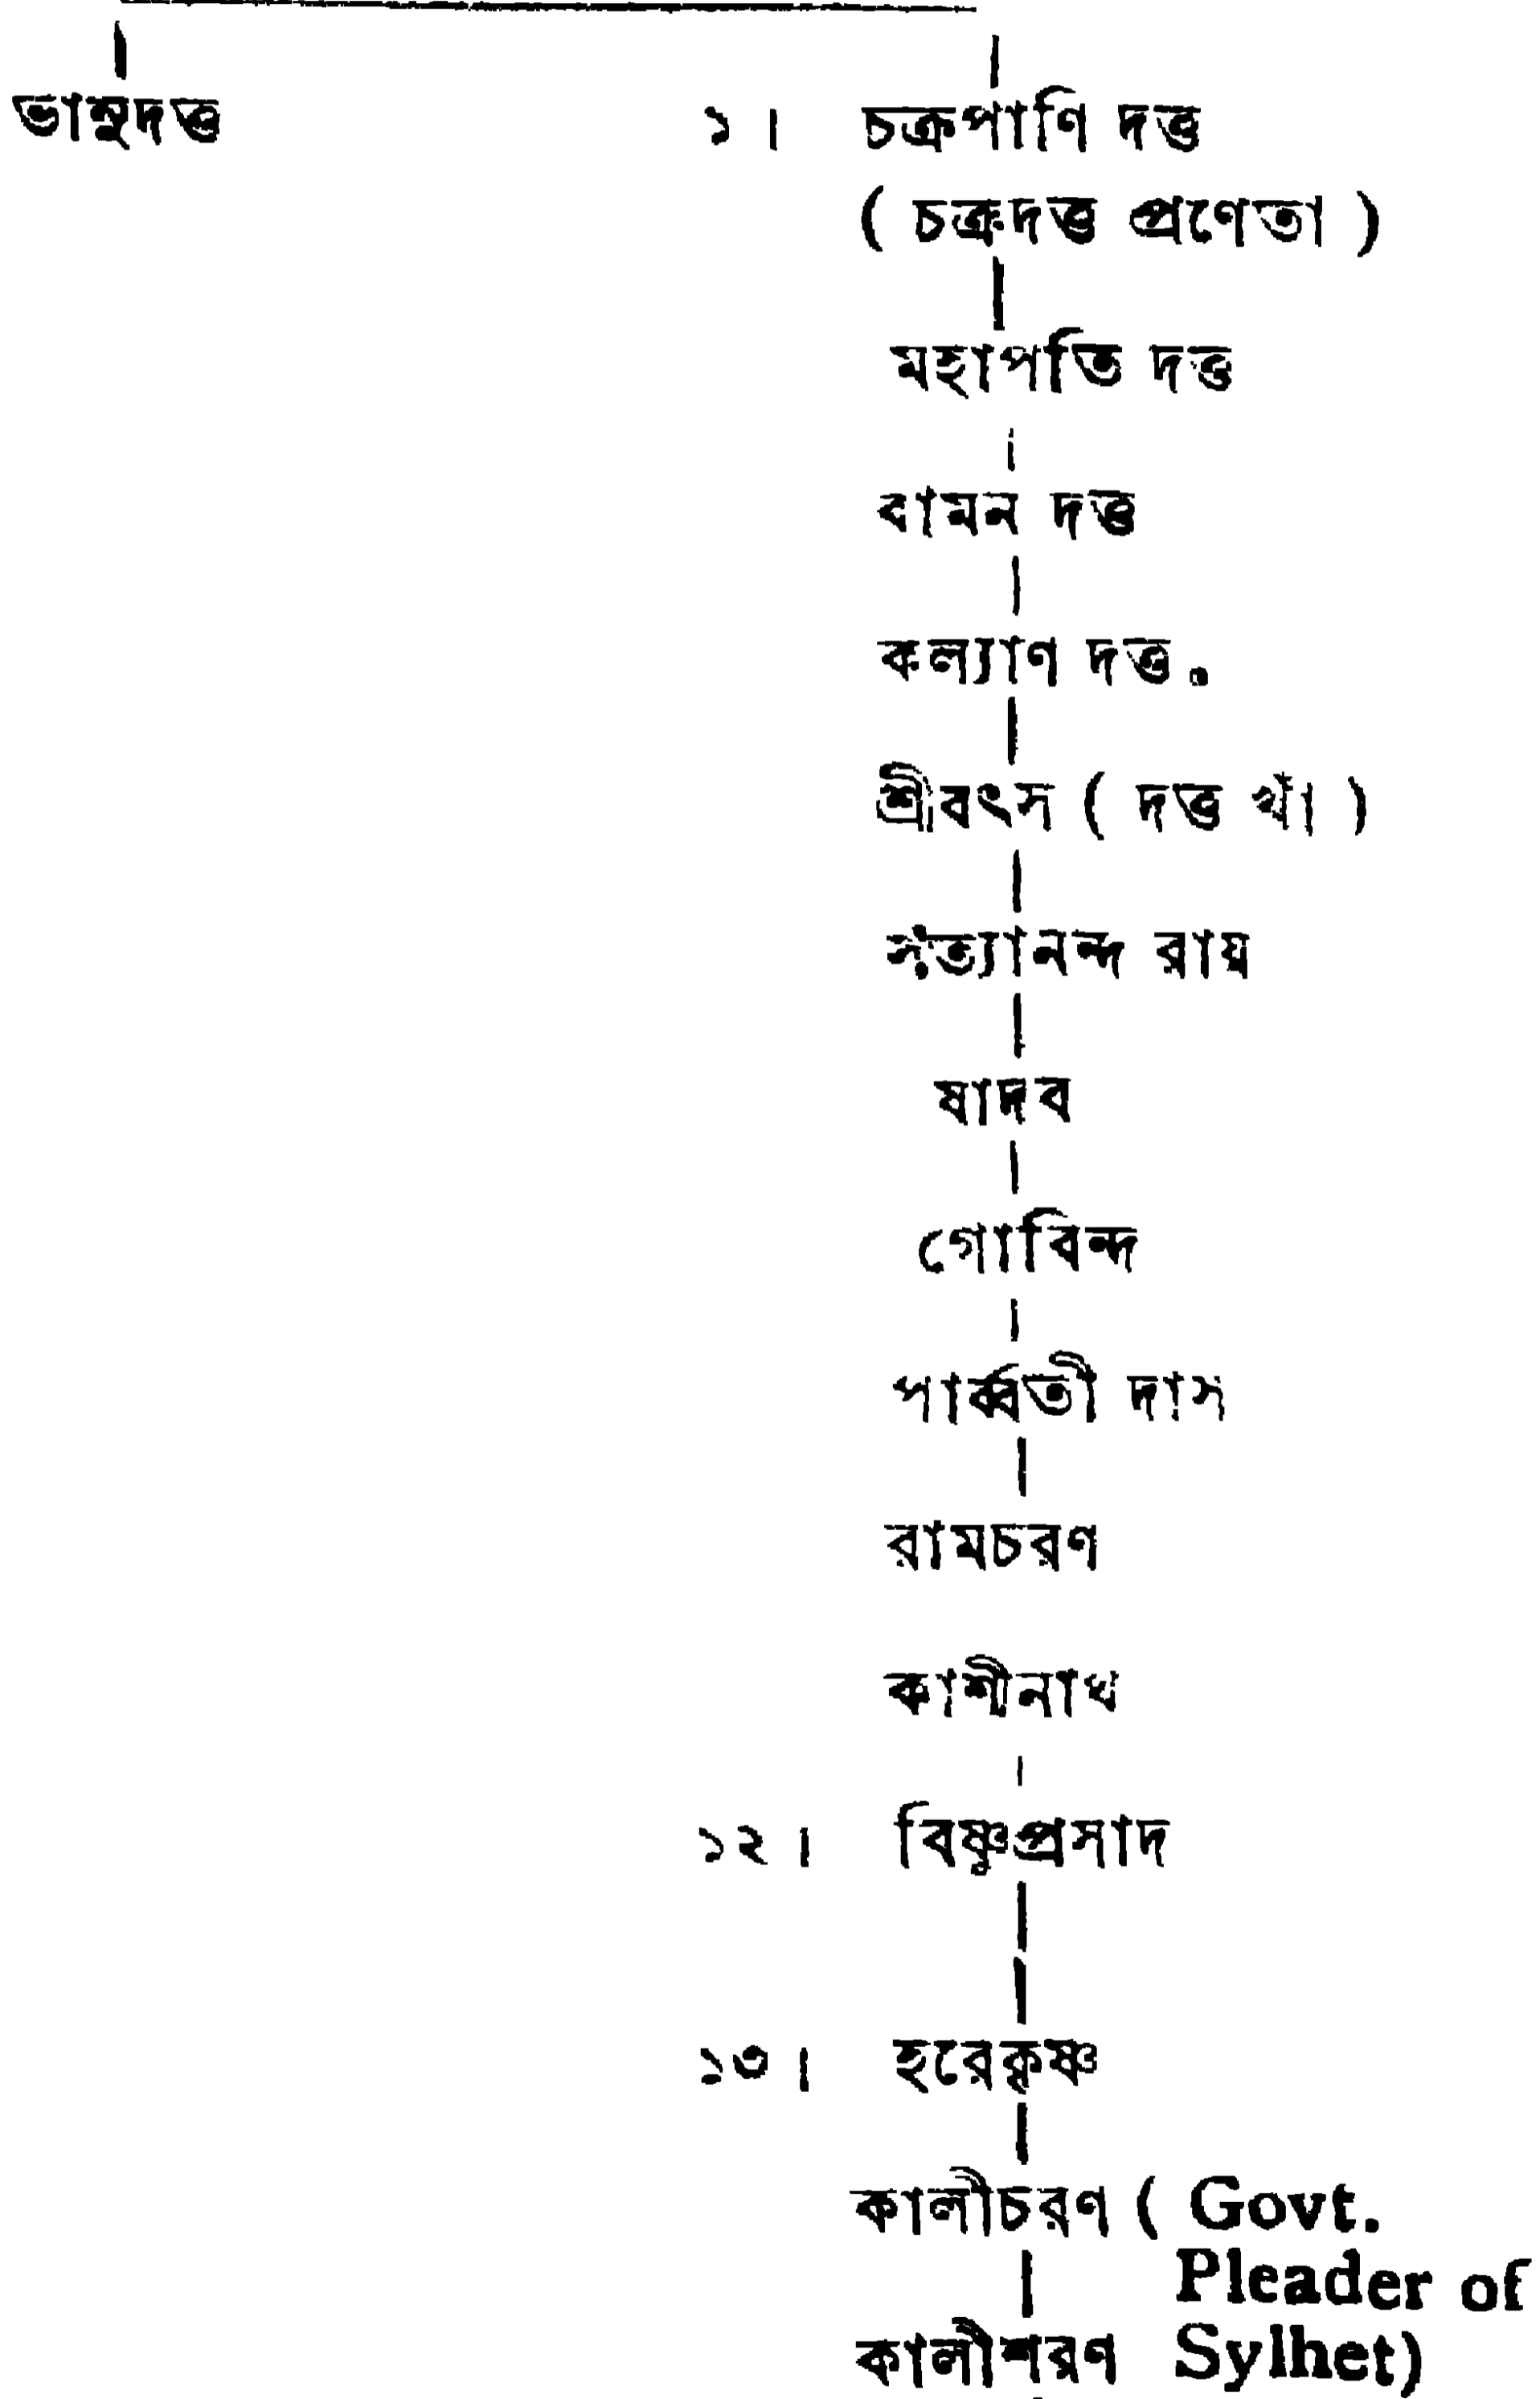 ভানুদত্ত ১। চক্রপাণি দত্ত
( চক্রদত্ত প্রণেতা )
মহাপতি দত্ত
বামন দত্ত
কল্যাণ দত্ত.
শ্রীবৎস ( দত্ত খাঁ )
সত্যানন্দ রায়
যাদব
গোবিন্দ
পার্ব্বতী দাস
রামচরণ
কাশীনাথ
১২। বিষ্ণুপ্রসাদ
১৩। হরেকৃষ্ণ
কালীচরণ ( Govt.
Pleader of
কালীশরণ Sylhet)